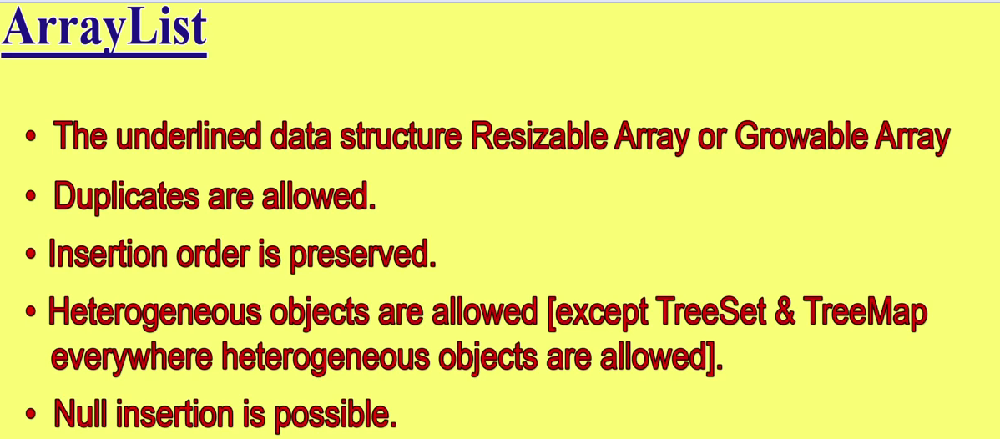 ArrayList
• The underlined data structure Resizable Array or Growable Array
• Duplicates are allowed.
• Insertion order is preserved.
• Heterogeneous objects are allowed [except TreeSet & TreeMap
everywhere heterogeneous objects are allowed].
• Null insertion is possible.